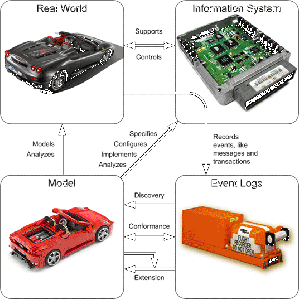 Real World
Information System
Supports
Controls
Models
Analyzes
Specifies
Configures
Implements
Analyzes
Records
events, like
messages and
transactions
Model
Event Logs
Discovery
Conformance
Extension